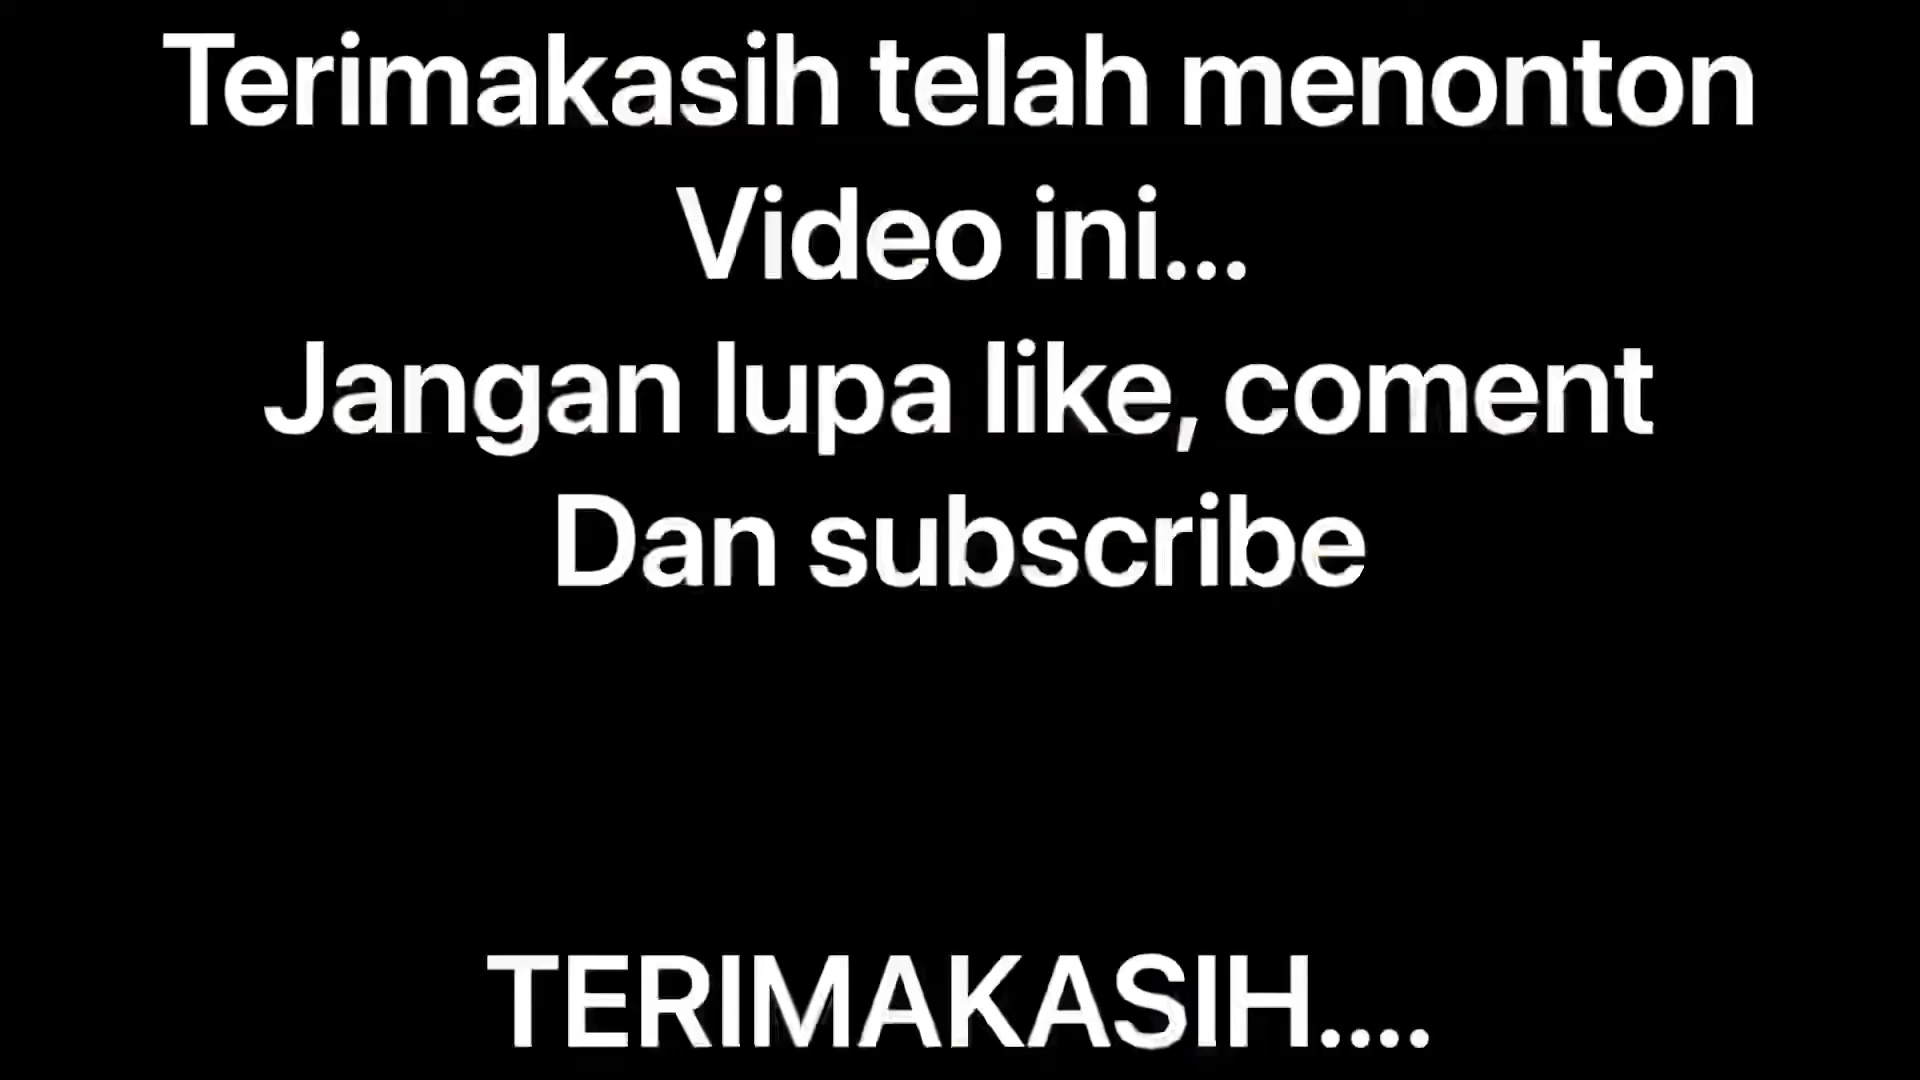 Terimakasih telah menonton
Video ini...
Jangan lupa like, coment
Dan subscribe
TERIMAKASIH....